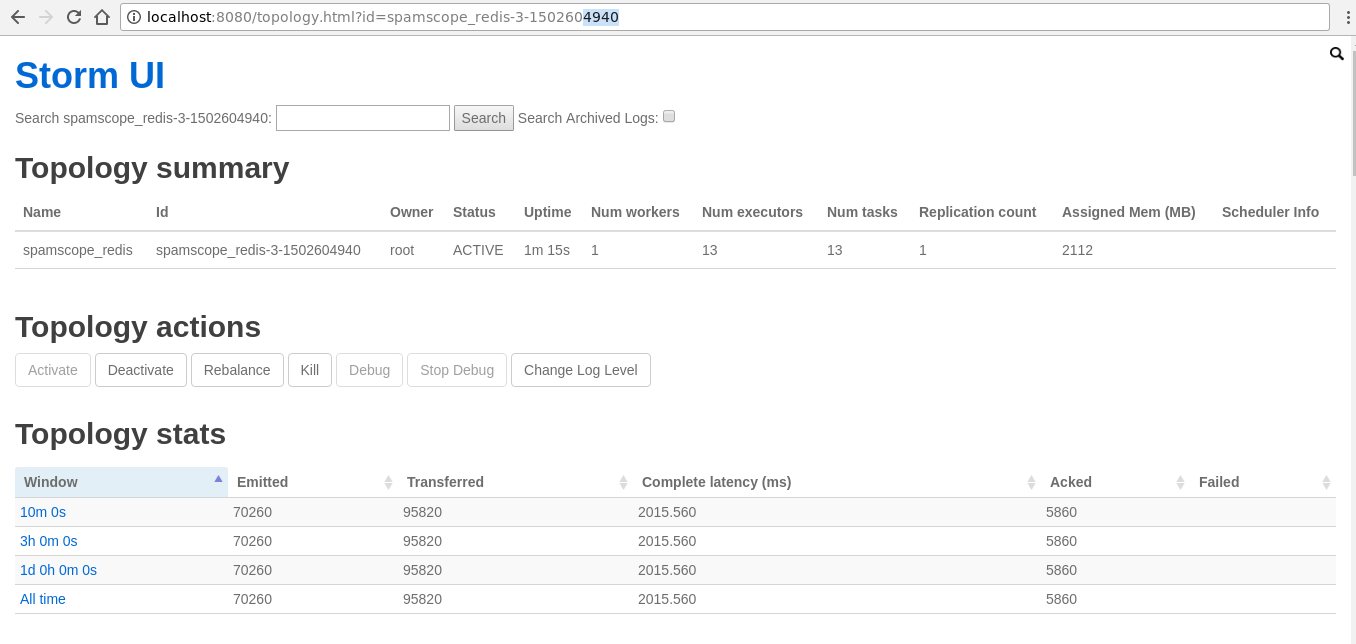 localhost:8080/topology.html?id=spamscope_redis-3-1502604940
Storm UI
Search spamscope_redis-3-1502604940: Search Search Archived Logs:
Topology summary
Name Id Owner Status Uptime Num workers Num executors Num tasks Replication count Assigned Mem (MB) Scheduler Info
spamscope_redis spamscope_redis-3-1502604940 root ACTIVE 1m 15s 1 13 13 1 2112
Topology actions
Activate Deactivate Rebalance Kill Debug Stop Debug Change Log Level
Topology stats
Window Emitted Transferred Complete latency (ms) Acked Failed
10m 0s 70260 95820 2015.560 5860
3h 0m 0s 70260 95820 2015.560 5860
1d 0h 0m 0s 70260 95820 2015.560 5860
All time 70260 95820 2015.560 5860